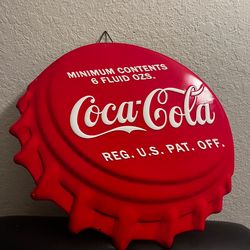 MINIMUM CONTENTS
6 FLUID OZS.
Coca-Cola
REG. U.S. PAT. OFF.